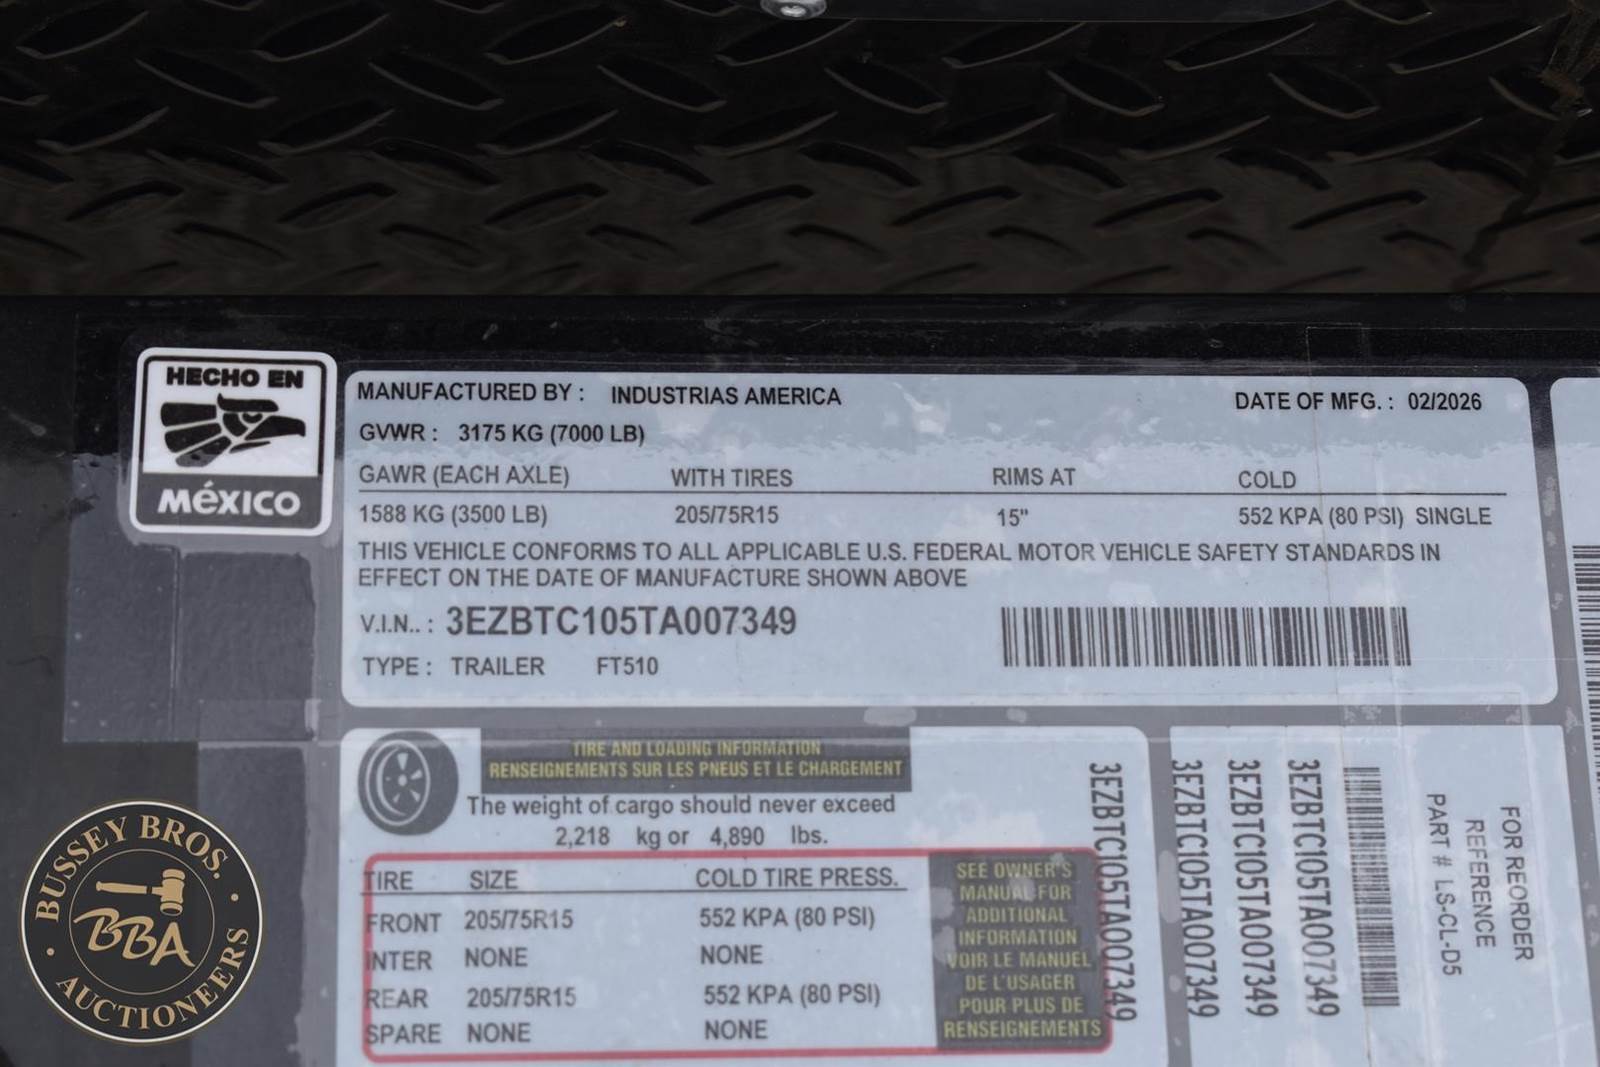 HECHO EN
MéXICO
MANUFACTURED BY : INDUSTRIAS AMERICA DATE OF MFG. : 02/2026
GVWR : 3175 KG (7000 LB)
GAWR (EACH AXLE) WITH TIRES RIMS AT COLD
1588 KG (3500 LB) 205/75R15 15" 552 KPA (80 PSI) SINGLE
THIS VEHICLE CONFORMS TO ALL APPLICABLE U.S. FEDERAL MOTOR VEHICLE SAFETY STANDARDS IN
EFFECT ON THE DATE OF MANUFACTURE SHOWN ABOVE
V.I.N.. : 3EZBTC105TA007349
TYPE : TRAILER FT510
TIRE AND LOADING INFORMATION
RENSEIGNEMENTS SUR LES PNEUS ET LE CHARGEMENT
The weight of cargo should never exceed
2,218 kg or 4,890 lbs.
TIRE SIZE COLD TIRE PRESS.
FRONT 205/75R15 552 KPA (80 PSI)
INTER NONE NONE
REAR 205/75R15 552 KPA (80 PSI)
SPARE NONE NONE
SEE OWNER'S
MANUAL FOR
ADDITIONAL
INFORMATION
VOIR LE MANUEL
DE L'USAGER
POUR PLUS DE
RENSEIGNEMENTS
3EZBTC105TA007349
3EZBTC105TA007349
3EZBTC105TA007349
3EZBTC105TA007349
FOR REORDER
REFERENCE
PART # LS-CL-D5
BUSSEY BROS.
BBA
AUCTIONEERS